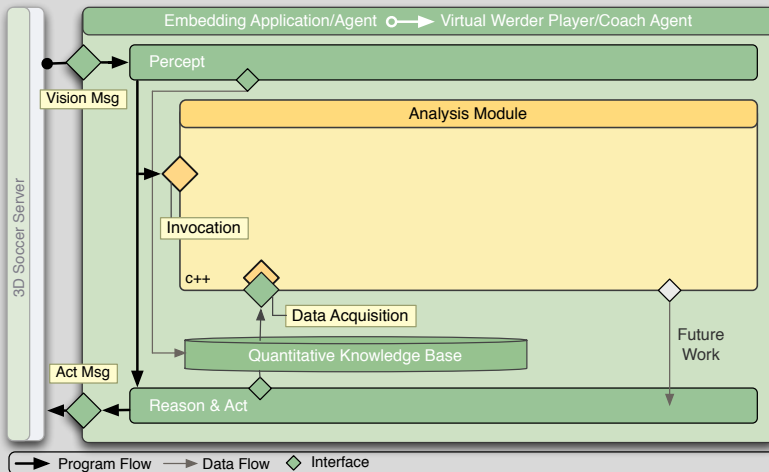 Embedding Application/Agent Virtual Werder Player/Coach Agent
Percept
Vision Msg
Analysis Module
3D Soccer Server
Invocation
c++
Data Acquisition
Future
Work
Quantitative Knowledge Base
Act Msg
Reason & Act
Program Flow Data Flow Interface